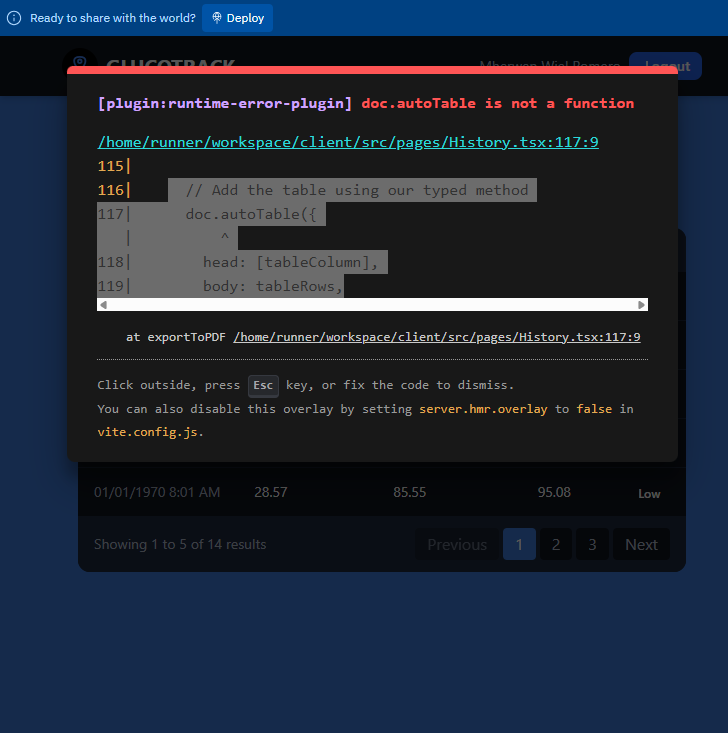 Ready to share with the world? Deploy
GLUCOTRACK Mherwen Wiel Romero Logout
[plugin:runtime-error-plugin] doc.autoTable is not a function
/home/runner/workspace/client/src/pages/History.tsx:117:9
115|
116| // Add the table using our typed method
117| doc.autoTable({
| ^
118| head: [tableColumn],
119| body: tableRows,
at exportToPDF /home/runner/workspace/client/src/pages/History.tsx:117:9
Click outside, press Esc key, or fix the code to dismiss.
You can also disable this overlay by setting server.hmr.overlay to false in
vite.config.js.
01/01/1970 8:01 AM 28.57 85.55 95.08 Low
Showing 1 to 5 of 14 results Previous 1 2 3 Next